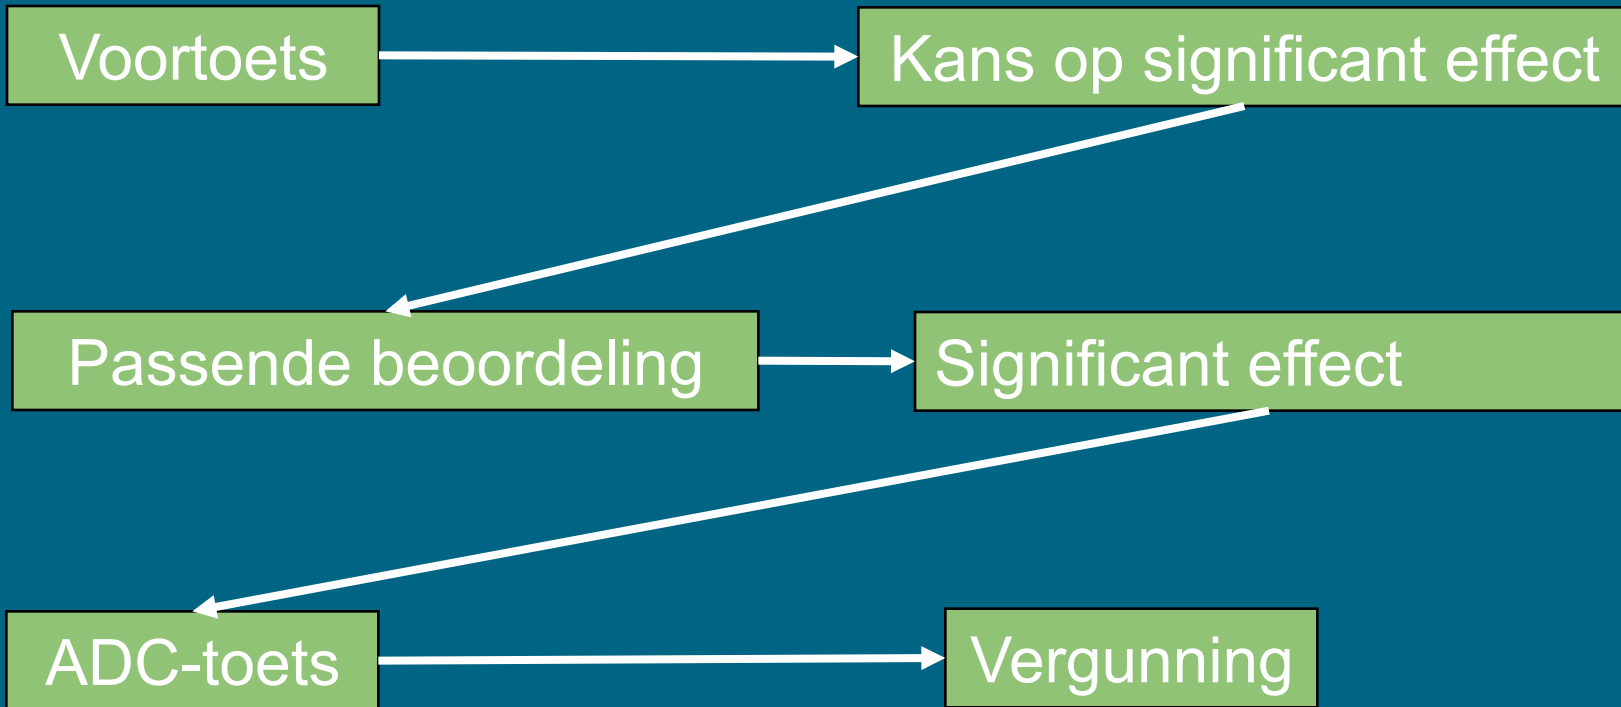 Voortoets
Kans op significant effect
Passende beoordeling
Significant effect
ADC-toets
Vergunning